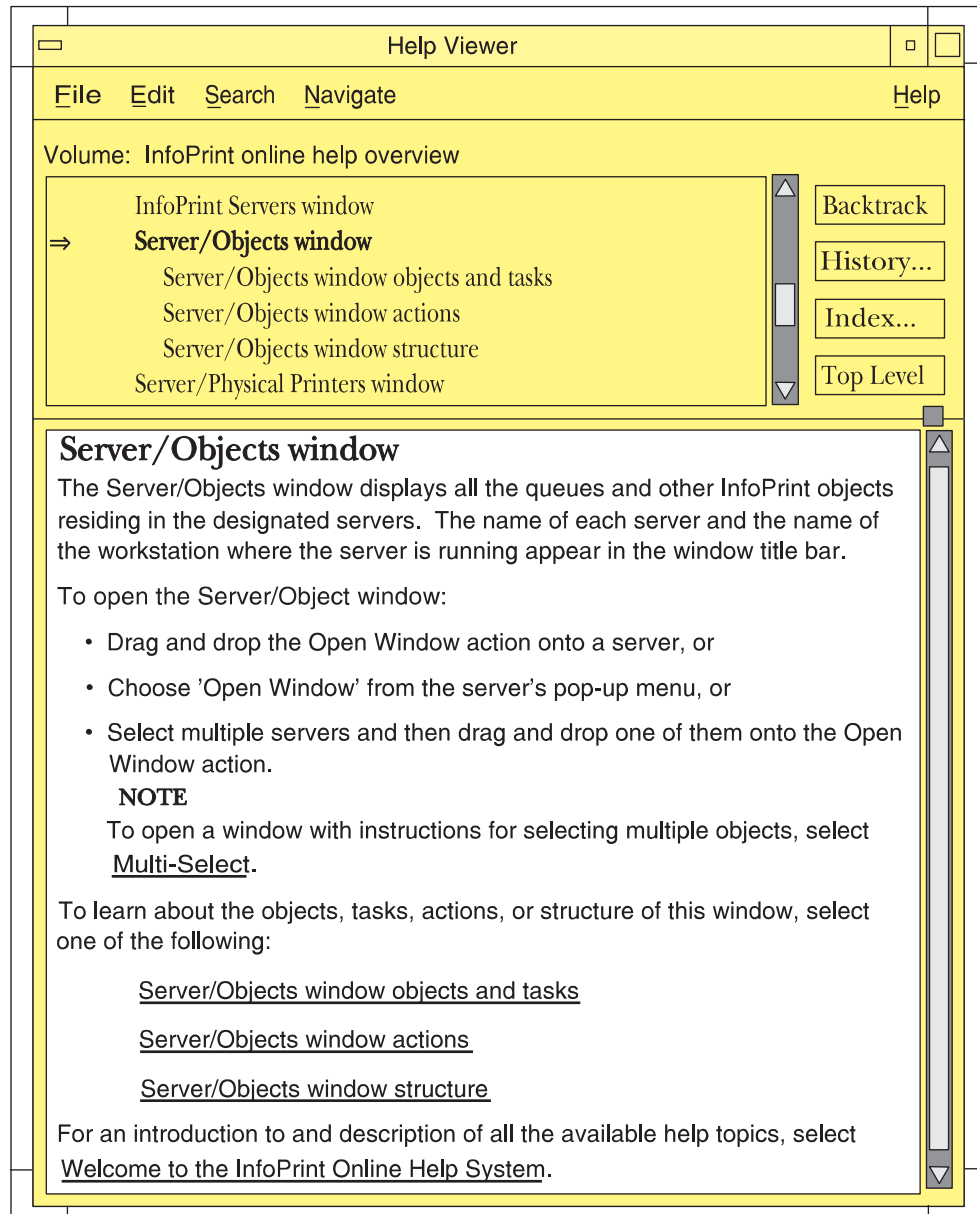 Help Viewer
File Edit Search Navigate Help
Volume: InfoPrint online help overview
InfoPrint Servers window
⇒ Server/Objects window
Server/Objects window objects and tasks
Server/Objects window actions
Server/Objects window structure
Server/Physical Printers window
Backtrack
History...
Index...
Top Level
Server/Objects window
The Server/Objects window displays all the queues and other InfoPrint objects
residing in the designated servers. The name of each server and the name of
the workstation where the server is running appear in the window title bar.
To open the Server/Object window:
• Drag and drop the Open Window action onto a server, or
• Choose 'Open Window' from the server's pop-up menu, or
• Select multiple servers and then drag and drop one of them onto the Open
Window action.
NOTE
To open a window with instructions for selecting multiple objects, select
Multi-Select.
To learn about the objects, tasks, actions, or structure of this window, select
one of the following:
Server/Objects window objects and tasks
Server/Objects window actions
Server/Objects window structure
For an introduction to and description of all the available help topics, select
Welcome to the InfoPrint Online Help System.